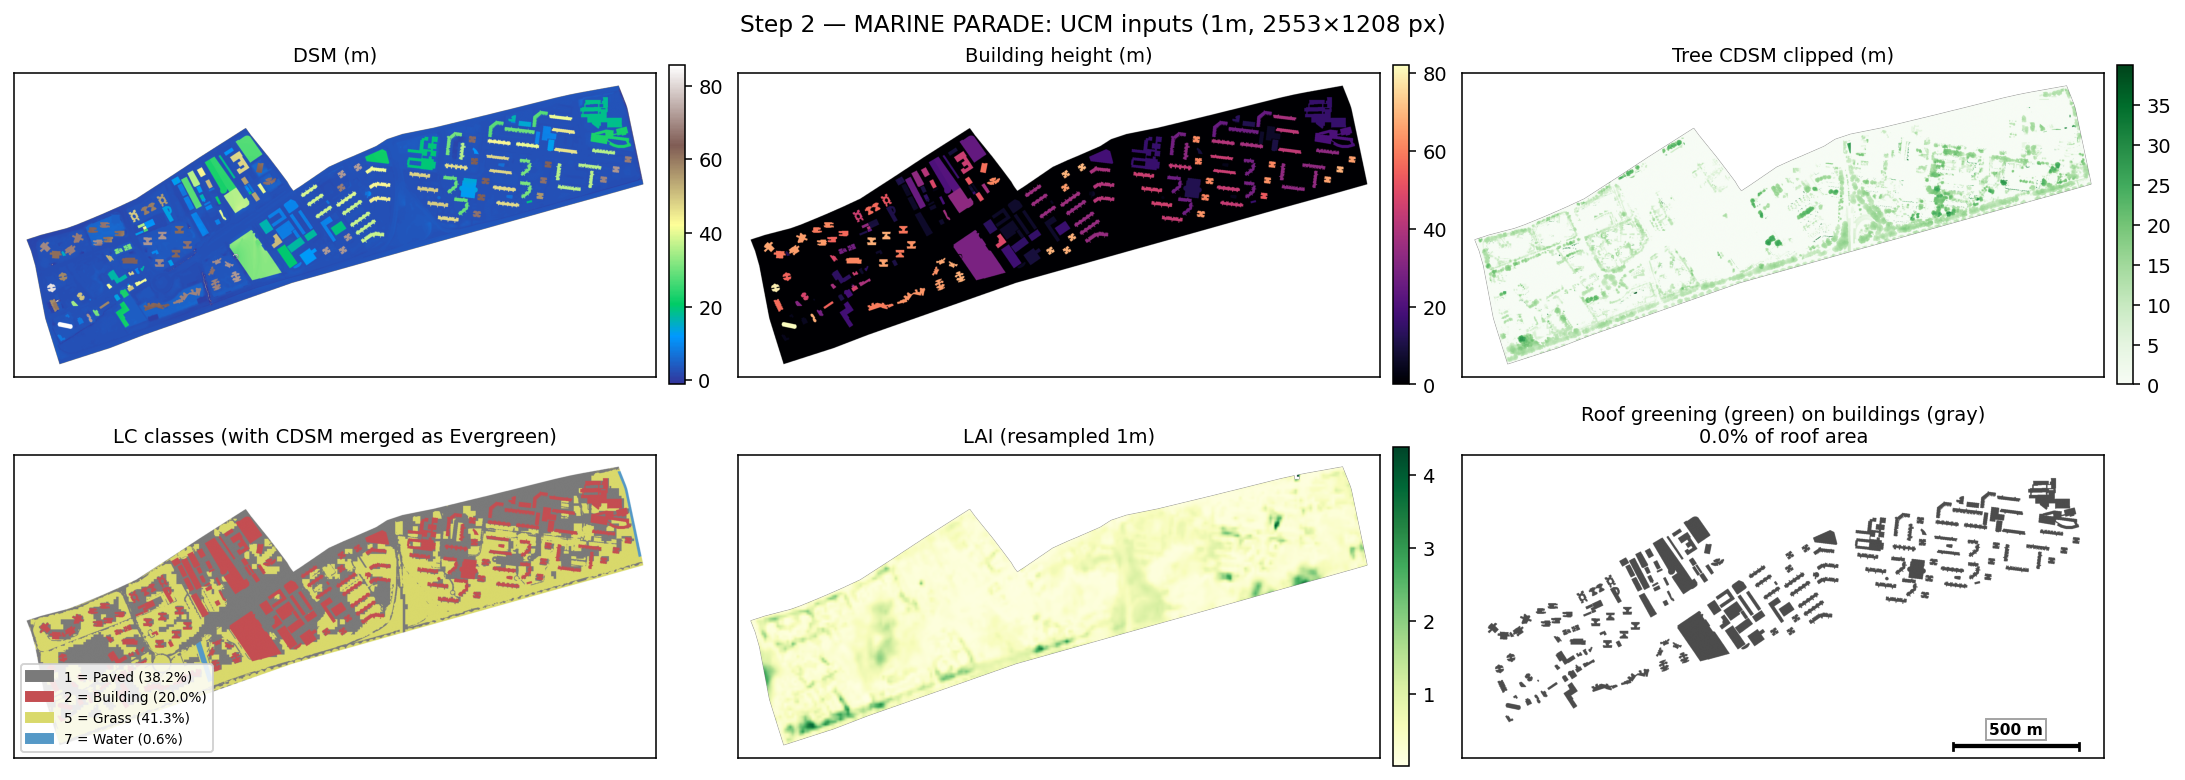 Step 2 — MARINE PARADE: UCM inputs (1m, 2553×1208 px)
DSM (m)
80
60
40
20
0
Building height (m)
80
60
40
20
0
Tree CDSM clipped (m)
35
30
25
20
15
10
5
0
LC classes (with CDSM merged as Evergreen)
1 = Paved (38.2%)
2 = Building (20.0%)
5 = Grass (41.3%)
7 = Water (0.6%)
LAI (resampled 1m)
4
3
2
1
Roof greening (green) on buildings (gray)
0.0% of roof area
500 m